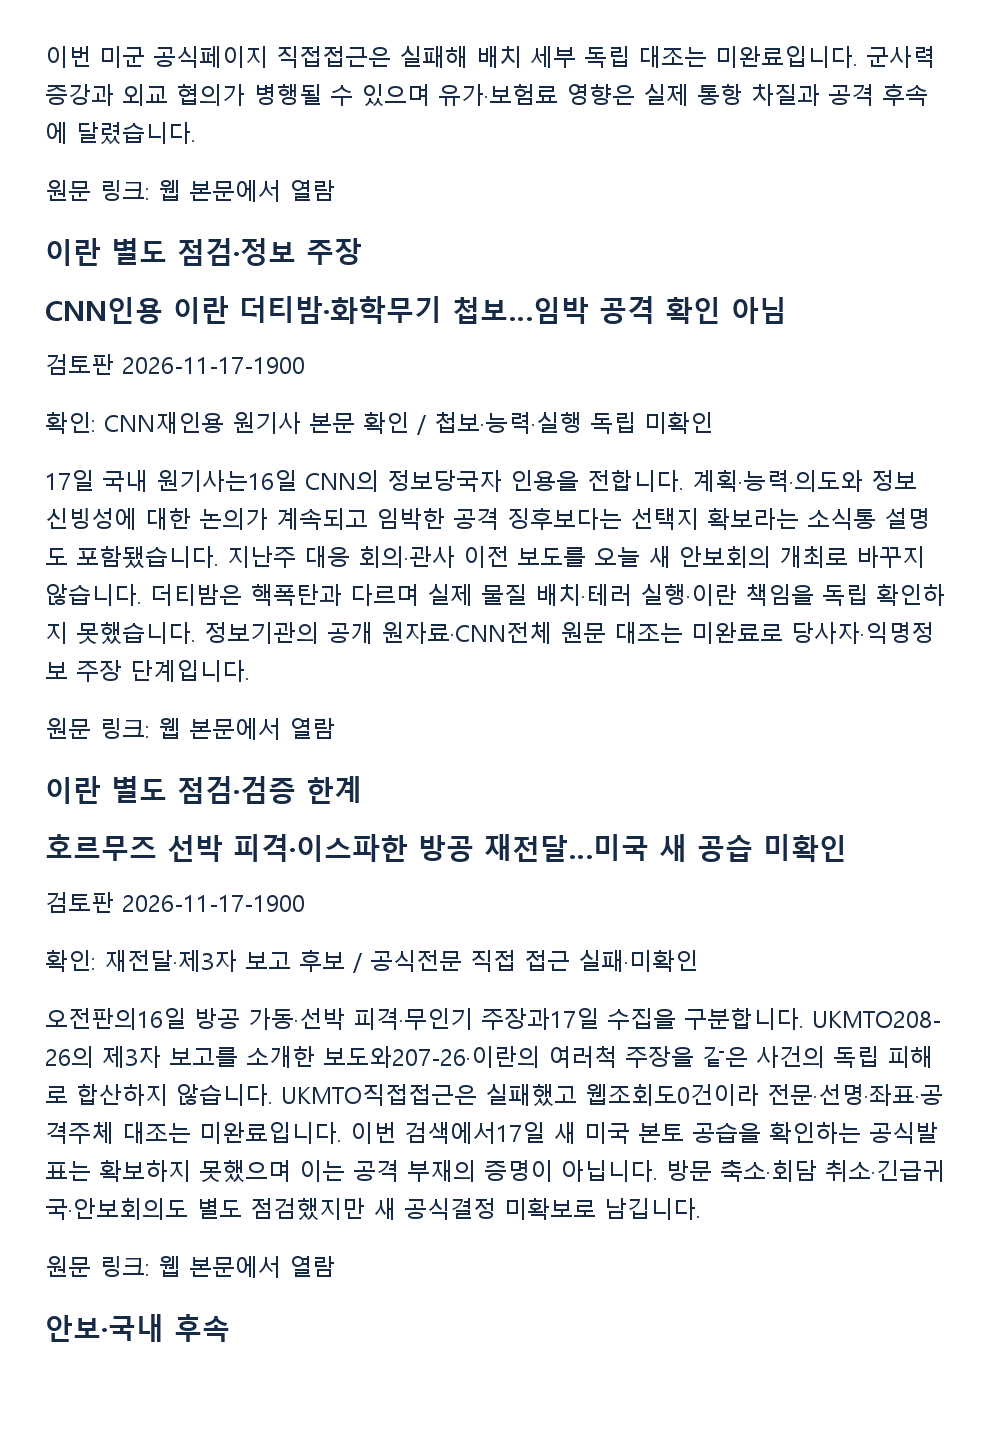 이번 미군 공식페이지 직접접근은 실패해 배치 세부 독립 대조는 미완료입니다. 군사력
증강과 외교 협의가 병행될 수 있으며 유가·보험료 영향은 실제 통항 차질과 공격 후속
에 달렸습니다.
원문 링크: 웹 본문에서 열람
이란 별도 점검·정보 주장
CNN인용 이란 더티밤·화학무기 첩보…임박 공격 확인 아님
검토판 2026-11-17-1900
확인: CNN재인용 원기사 본문 확인 / 첩보·능력·실행 독립 미확인
17일 국내 원기사는16일 CNN의 정보당국자 인용을 전합니다. 계획·능력·의도와 정보
신빙성에 대한 논의가 계속되고 임박한 공격 징후보다는 선택지 확보라는 소식통 설명
도 포함됐습니다. 지난주 대응 회의·관사 이전 보도를 오늘 새 안보회의 개최로 바꾸지
않습니다. 더티밤은 핵폭탄과 다르며 실제 물질 배치·테러 실행·이란 책임을 독립 확인하
지 못했습니다. 정보기관의 공개 원자료·CNN전체 원문 대조는 미완료로 당사자·익명정
보 주장 단계입니다.
원문 링크: 웹 본문에서 열람
이란 별도 점검·검증 한계
호르무즈 선박 피격·이스파한 방공 재전달…미국 새 공습 미확인
검토판 2026-11-17-1900
확인: 재전달·제3자 보고 후보 / 공식전문 직접 접근 실패·미확인
오전판의16일 방공 가동·선박 피격·무인기 주장과17일 수집을 구분합니다. UKMTO208-
26의 제3자 보고를 소개한 보도와207-26·이란의 여러척 주장을 같은 사건의 독립 피해
로 합산하지 않습니다. UKMTO직접접근은 실패했고 웹조회도0건이라 전문·선명·좌표·공
격주체 대조는 미완료입니다. 이번 검색에서17일 새 미국 본토 공습을 확인하는 공식발
표는 확보하지 못했으며 이는 공격 부재의 증명이 아닙니다. 방문 축소·회담 취소·긴급귀
국·안보회의도 별도 점검했지만 새 공식결정 미확보로 남깁니다.
원문 링크: 웹 본문에서 열람
안보·국내 후속